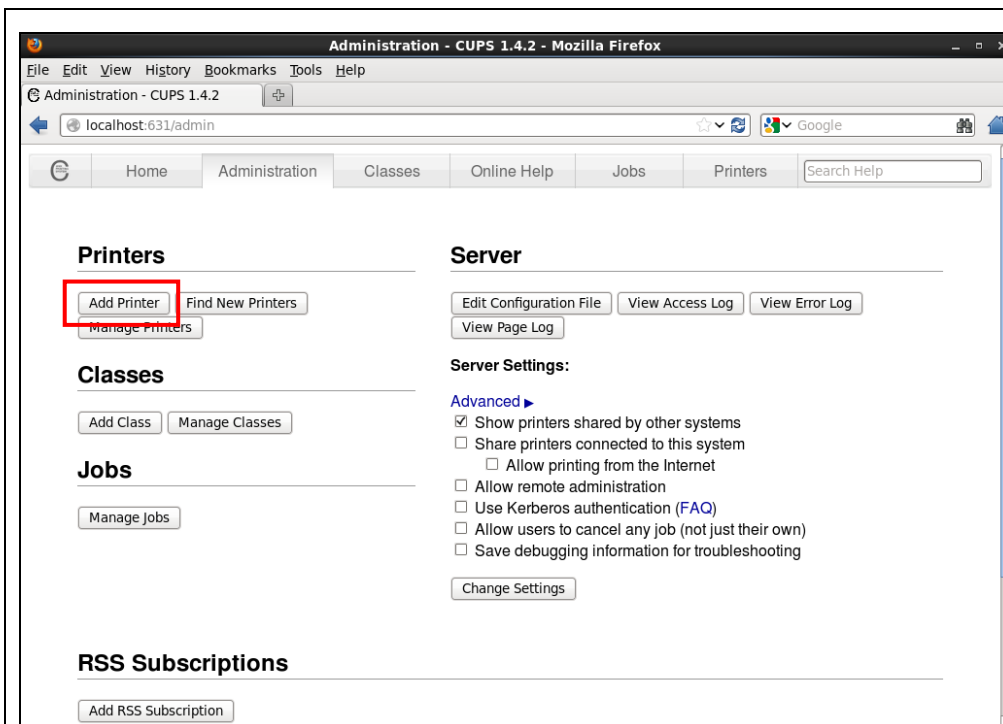 Administration - CUPS 1.4.2 - Mozilla Firefox
File Edit View History Bookmarks Tools Help
Administration - CUPS 1.4.2
localhost:631/admin
Google
Home Administration Classes Online Help Jobs Printers Search Help
Printers
Add Printer Find New Printers
Manage Printers
Classes
Add Class Manage Classes
Jobs
Manage Jobs
Server
Edit Configuration File View Access Log View Error Log
View Page Log
Server Settings:
Advanced ▶
Show printers shared by other systems
Share printers connected to this system
Allow printing from the Internet
Allow remote administration
Use Kerberos authentication (FAQ)
Allow users to cancel any job (not just their own)
Save debugging information for troubleshooting
Change Settings
RSS Subscriptions
Add RSS Subscription